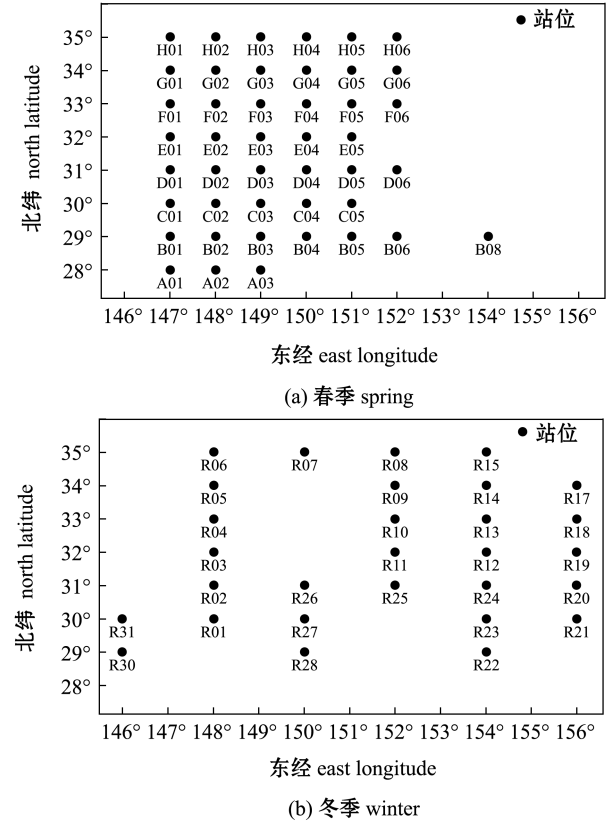 站位
35°
H01 H02 H03 H04 H05 H06
34°
G01 G02 G03 G04 G05 G06
33°
F01 F02 F03 F04 F05 F06
32°
E01 E02 E03 E04 E05
31°
D01 D02 D03 D04 D05 D06
30°
C01 C02 C03 C04 C05
29°
B01 B02 B03 B04 B05 B06 B08
28°
A01 A02 A03
北纬 north latitude
146° 147° 148° 149° 150° 151° 152° 153° 154° 155° 156°
东经 east longitude
(a) 春季 spring
站位
35°
R06 R07 R08 R15
34°
R05 R09 R14 R17
33°
R04 R10 R13 R18
32°
R03 R11 R12 R19
31°
R02 R26 R25 R24 R20
30°
R31 R01 R27 R23 R21
29°
R30 R28 R22
28°
北纬 north latitude
146° 147° 148° 149° 150° 151° 152° 153° 154° 155° 156°
东经 east longitude
(b) 冬季 winter